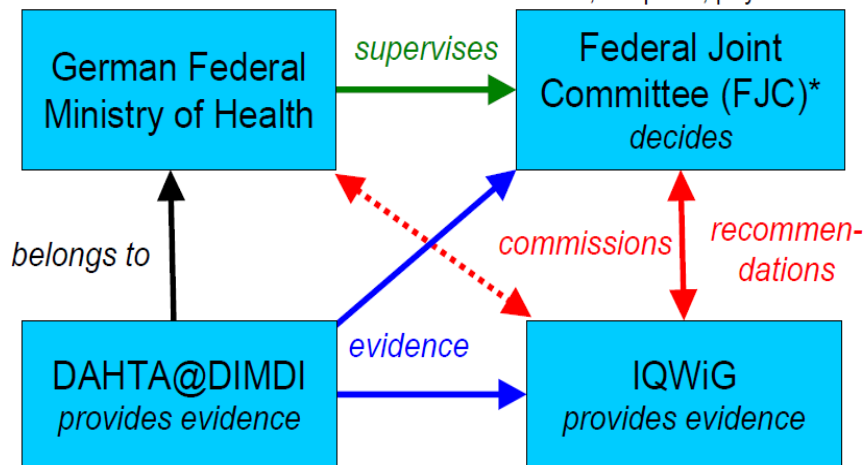 German Federal
Ministry of Health
supervises
Federal Joint
Committee (FJC)*
decides
belongs to
commissions
recommen-
dations
evidence
DAHTA@DIMDI
provides evidence
IQWiG
provides evidence